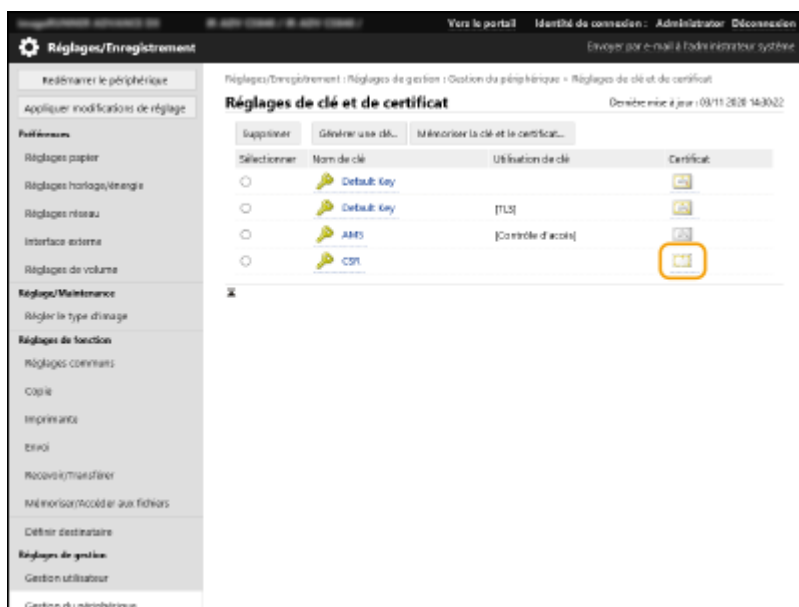 Vers le portail Identité de connexion : Administrator Déconnexion
Réglages/Enregistrement
Envoyer par e-mail à l'administrateur système
Redémarrer le périphérique
Appliquer modifications de réglage
Préférences
Réglages papier
Réglages horloge/énergie
Réglages réseau
Interface externe
Réglages de volume
Réglage/Maintenance
Régler le type d'image
Réglages de fonction
Réglages communs
Copie
Imprimante
Envoi
Recevoir/Transférer
Mémoriser/Accéder aux fichiers
Définir destinataire
Réglages de gestion
Gestion utilisateur
Gestion du périphérique
Réglages/Enregistrement : Réglages de gestion : Gestion du périphérique > Réglages de clé et de certificat
Réglages de clé et de certificat
Dernière mise à jour : 03/11 2020 14:30:22
Supprimer Générer une clé... Mémoriser la clé et le certificat...
Sélectionner Nom de clé Utilisation de clé Certificat
Default Key
Default Key [TLS]
AMS [Contrôle d'accès]
CSR